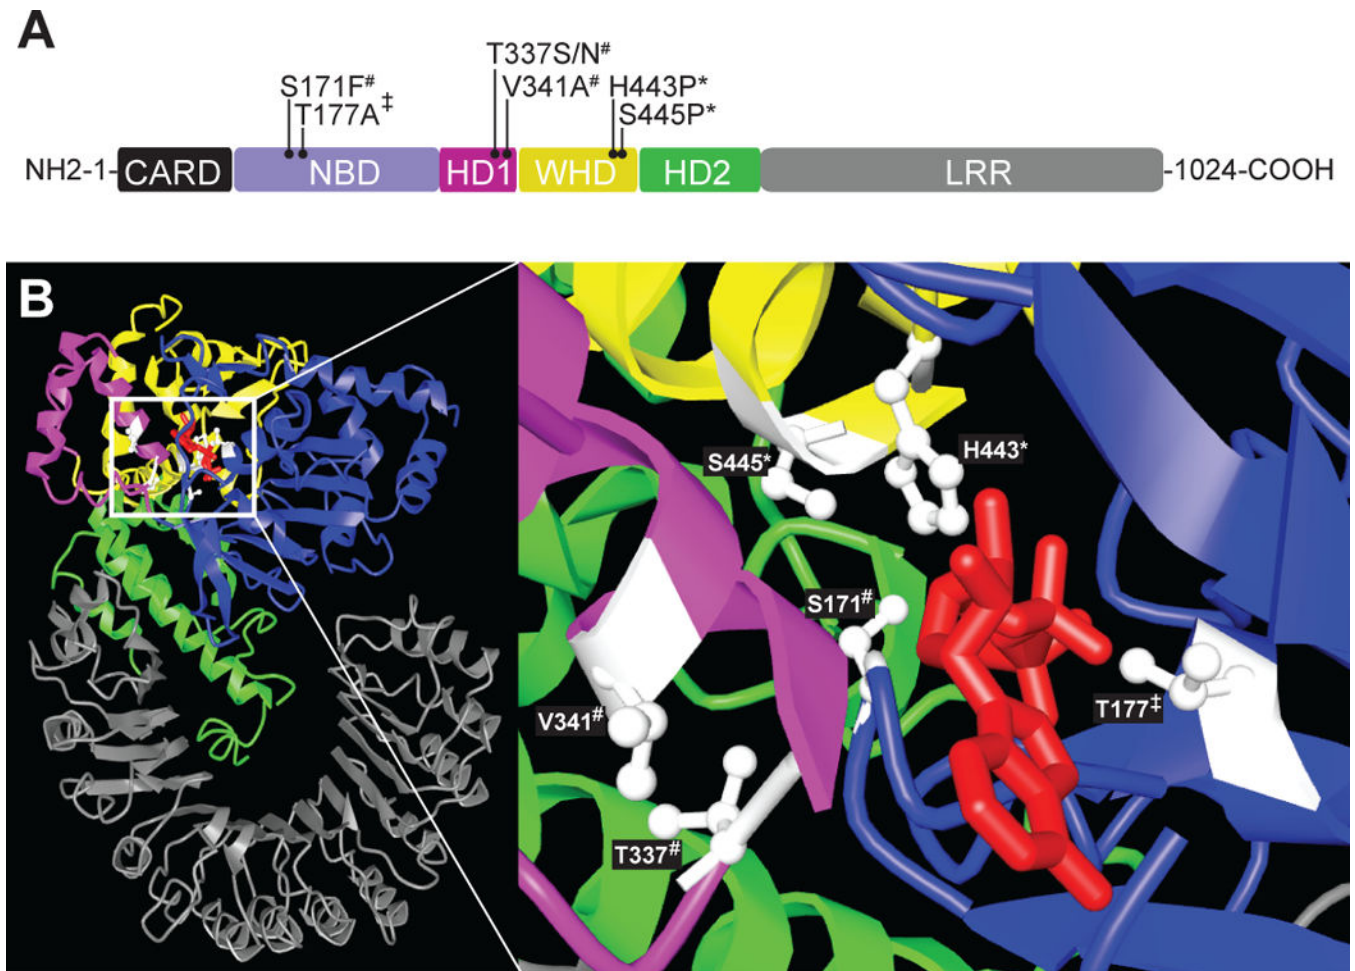 A
T337S/N#
S171F# V341A# H443P*
T177A‡ S445P*
NH2-1- CARD NBD HD1 WHD HD2 LRR -1024-COOH
B
S445* H443*
S171#
V341# T177‡
T337#